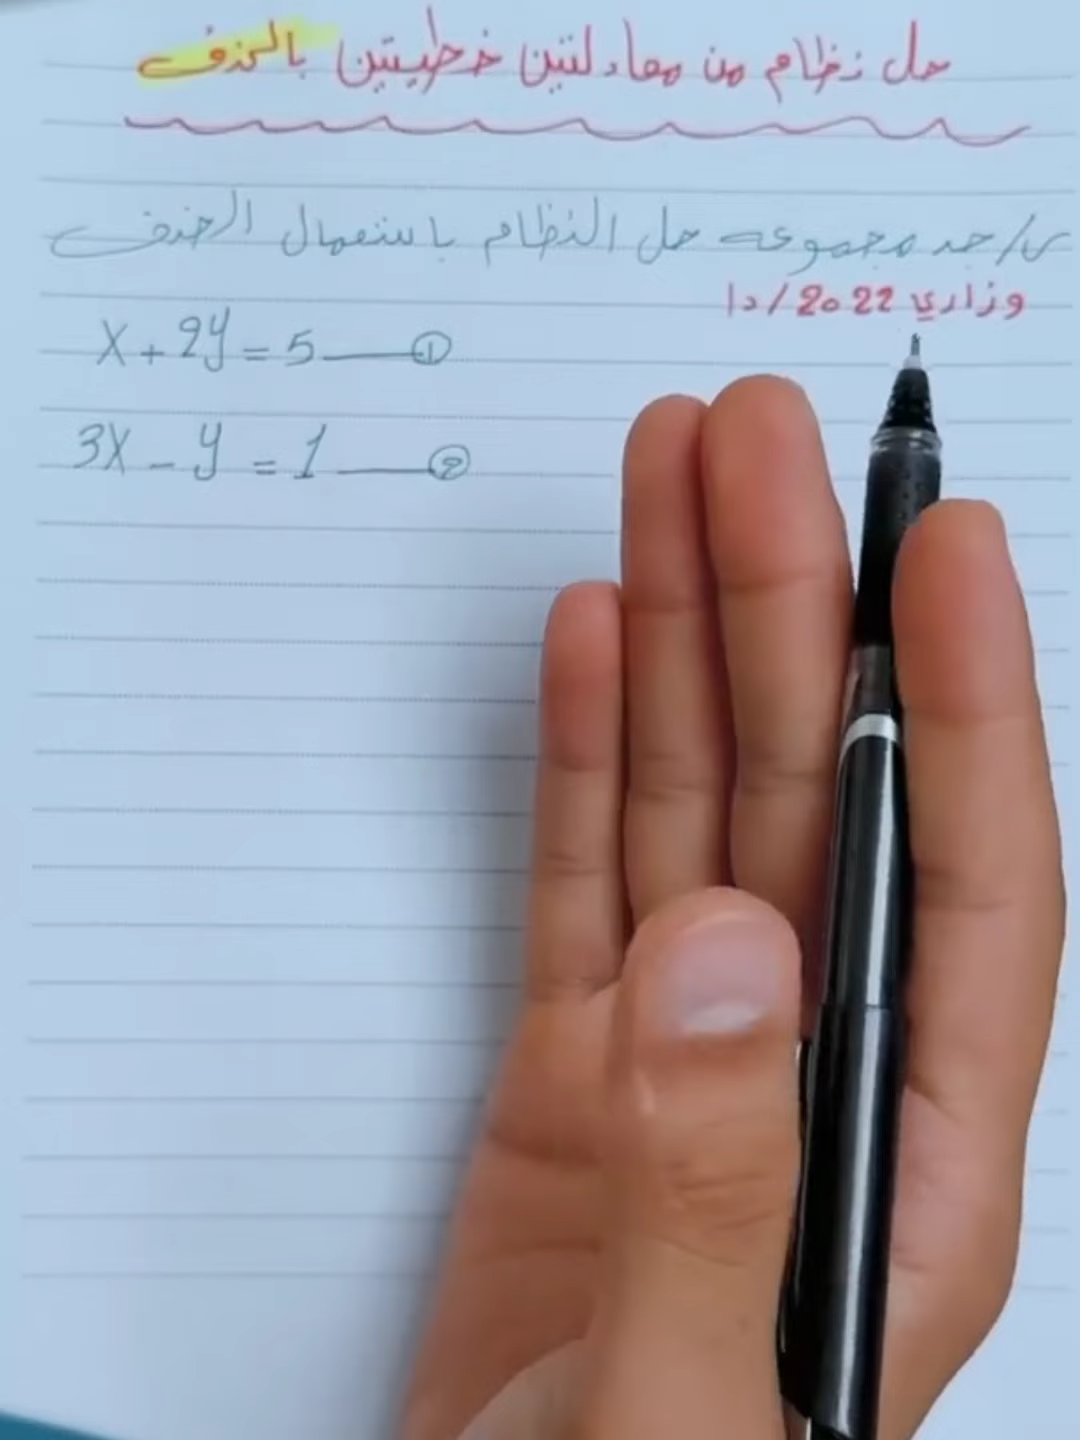 حل نظام من معادلتين خطيتين بالحذف
س/ جد مجموعه حل النظام باستعمال الحذف
وزاري 2022 /د1
x + 2y = 5 —— ①
3x - y = 1 —— ②